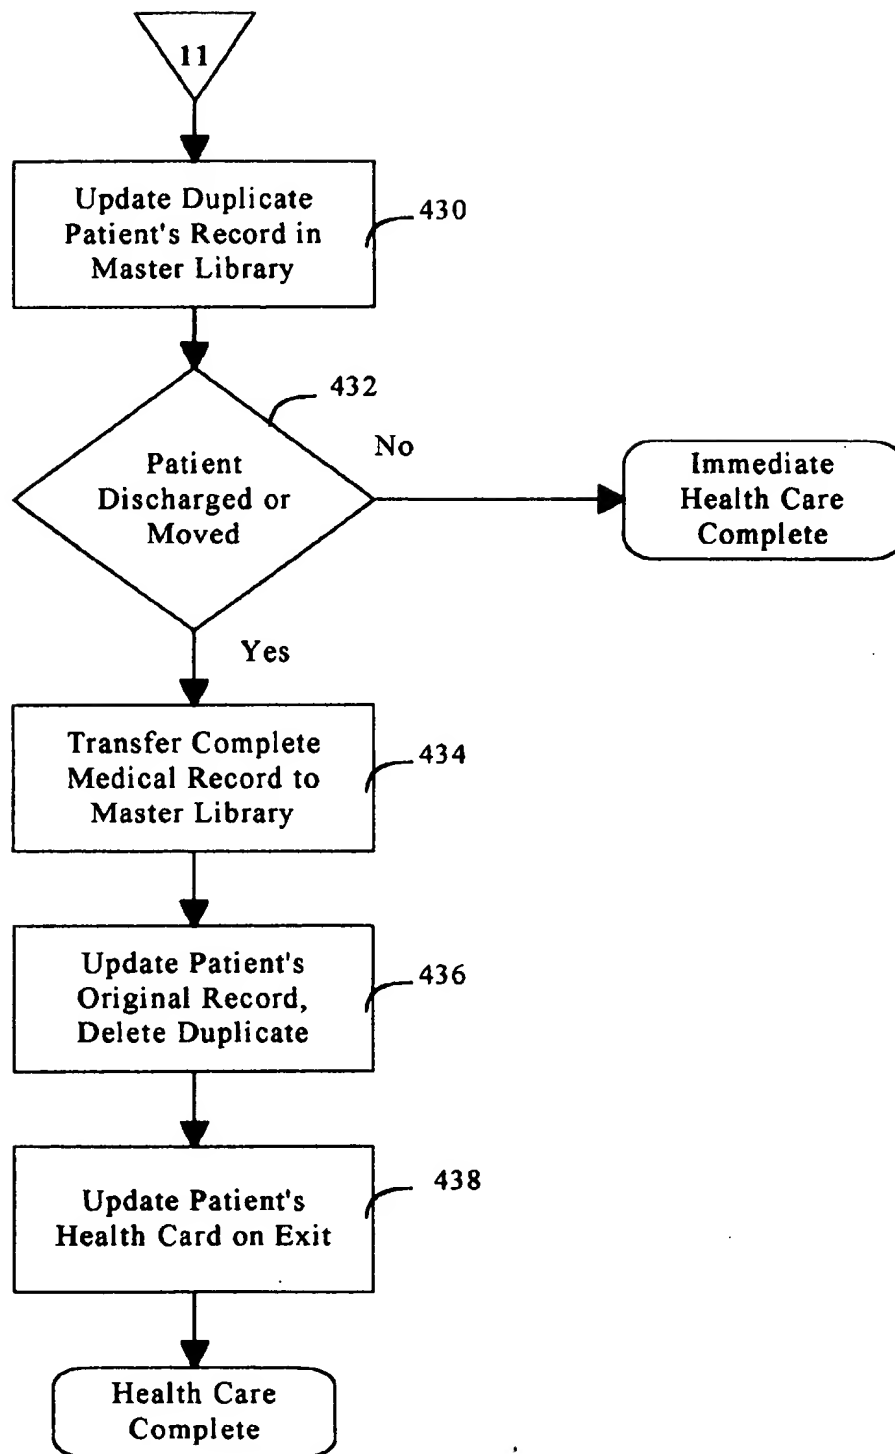 11
Update Duplicate
Patient's Record in
Master Library
430
432
Patient
Discharged or
Moved
No
Immediate
Health Care
Complete
Yes
Transfer Complete
Medical Record to
Master Library
434
Update Patient's
Original Record,
Delete Duplicate
436
Update Patient's
Health Card on Exit
438
Health Care
Complete